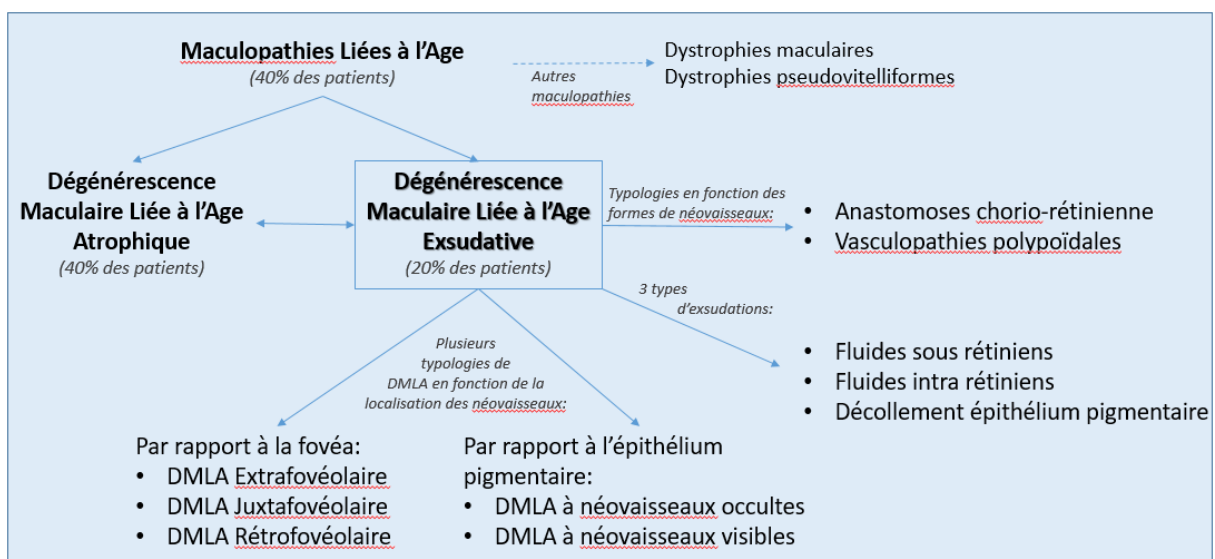 Maculopathies Liées à l'Age
(40% des patients)
Autres
maculopathies
Dystrophies maculaires
Dystrophies pseudovitelliformes
Dégénérescence
Maculaire Liée à l'Age
Atrophique
(40% des patients)
Dégénérescence
Maculaire Liée à l'Age
Exsudative
(20% des patients)
Typologies en fonction des
formes de néovaisseaux:
• Anastomoses chorio-rétinienne
• Vasculopathies polypoïdales
3 types
d'exsudations:
• Fluides sous rétiniens
• Fluides intra rétiniens
• Décollement épithélium pigmentaire
Plusieurs
typologies de
DMLA en fonction de la
localisation des néovaisseaux:
Par rapport à la fovéa:
• DMLA Extrafovéolaire
• DMLA Juxtafovéolaire
• DMLA Rétrofovéolaire
Par rapport à l'épithélium
pigmentaire:
• DMLA à néovaisseaux occultes
• DMLA à néovaisseaux visibles